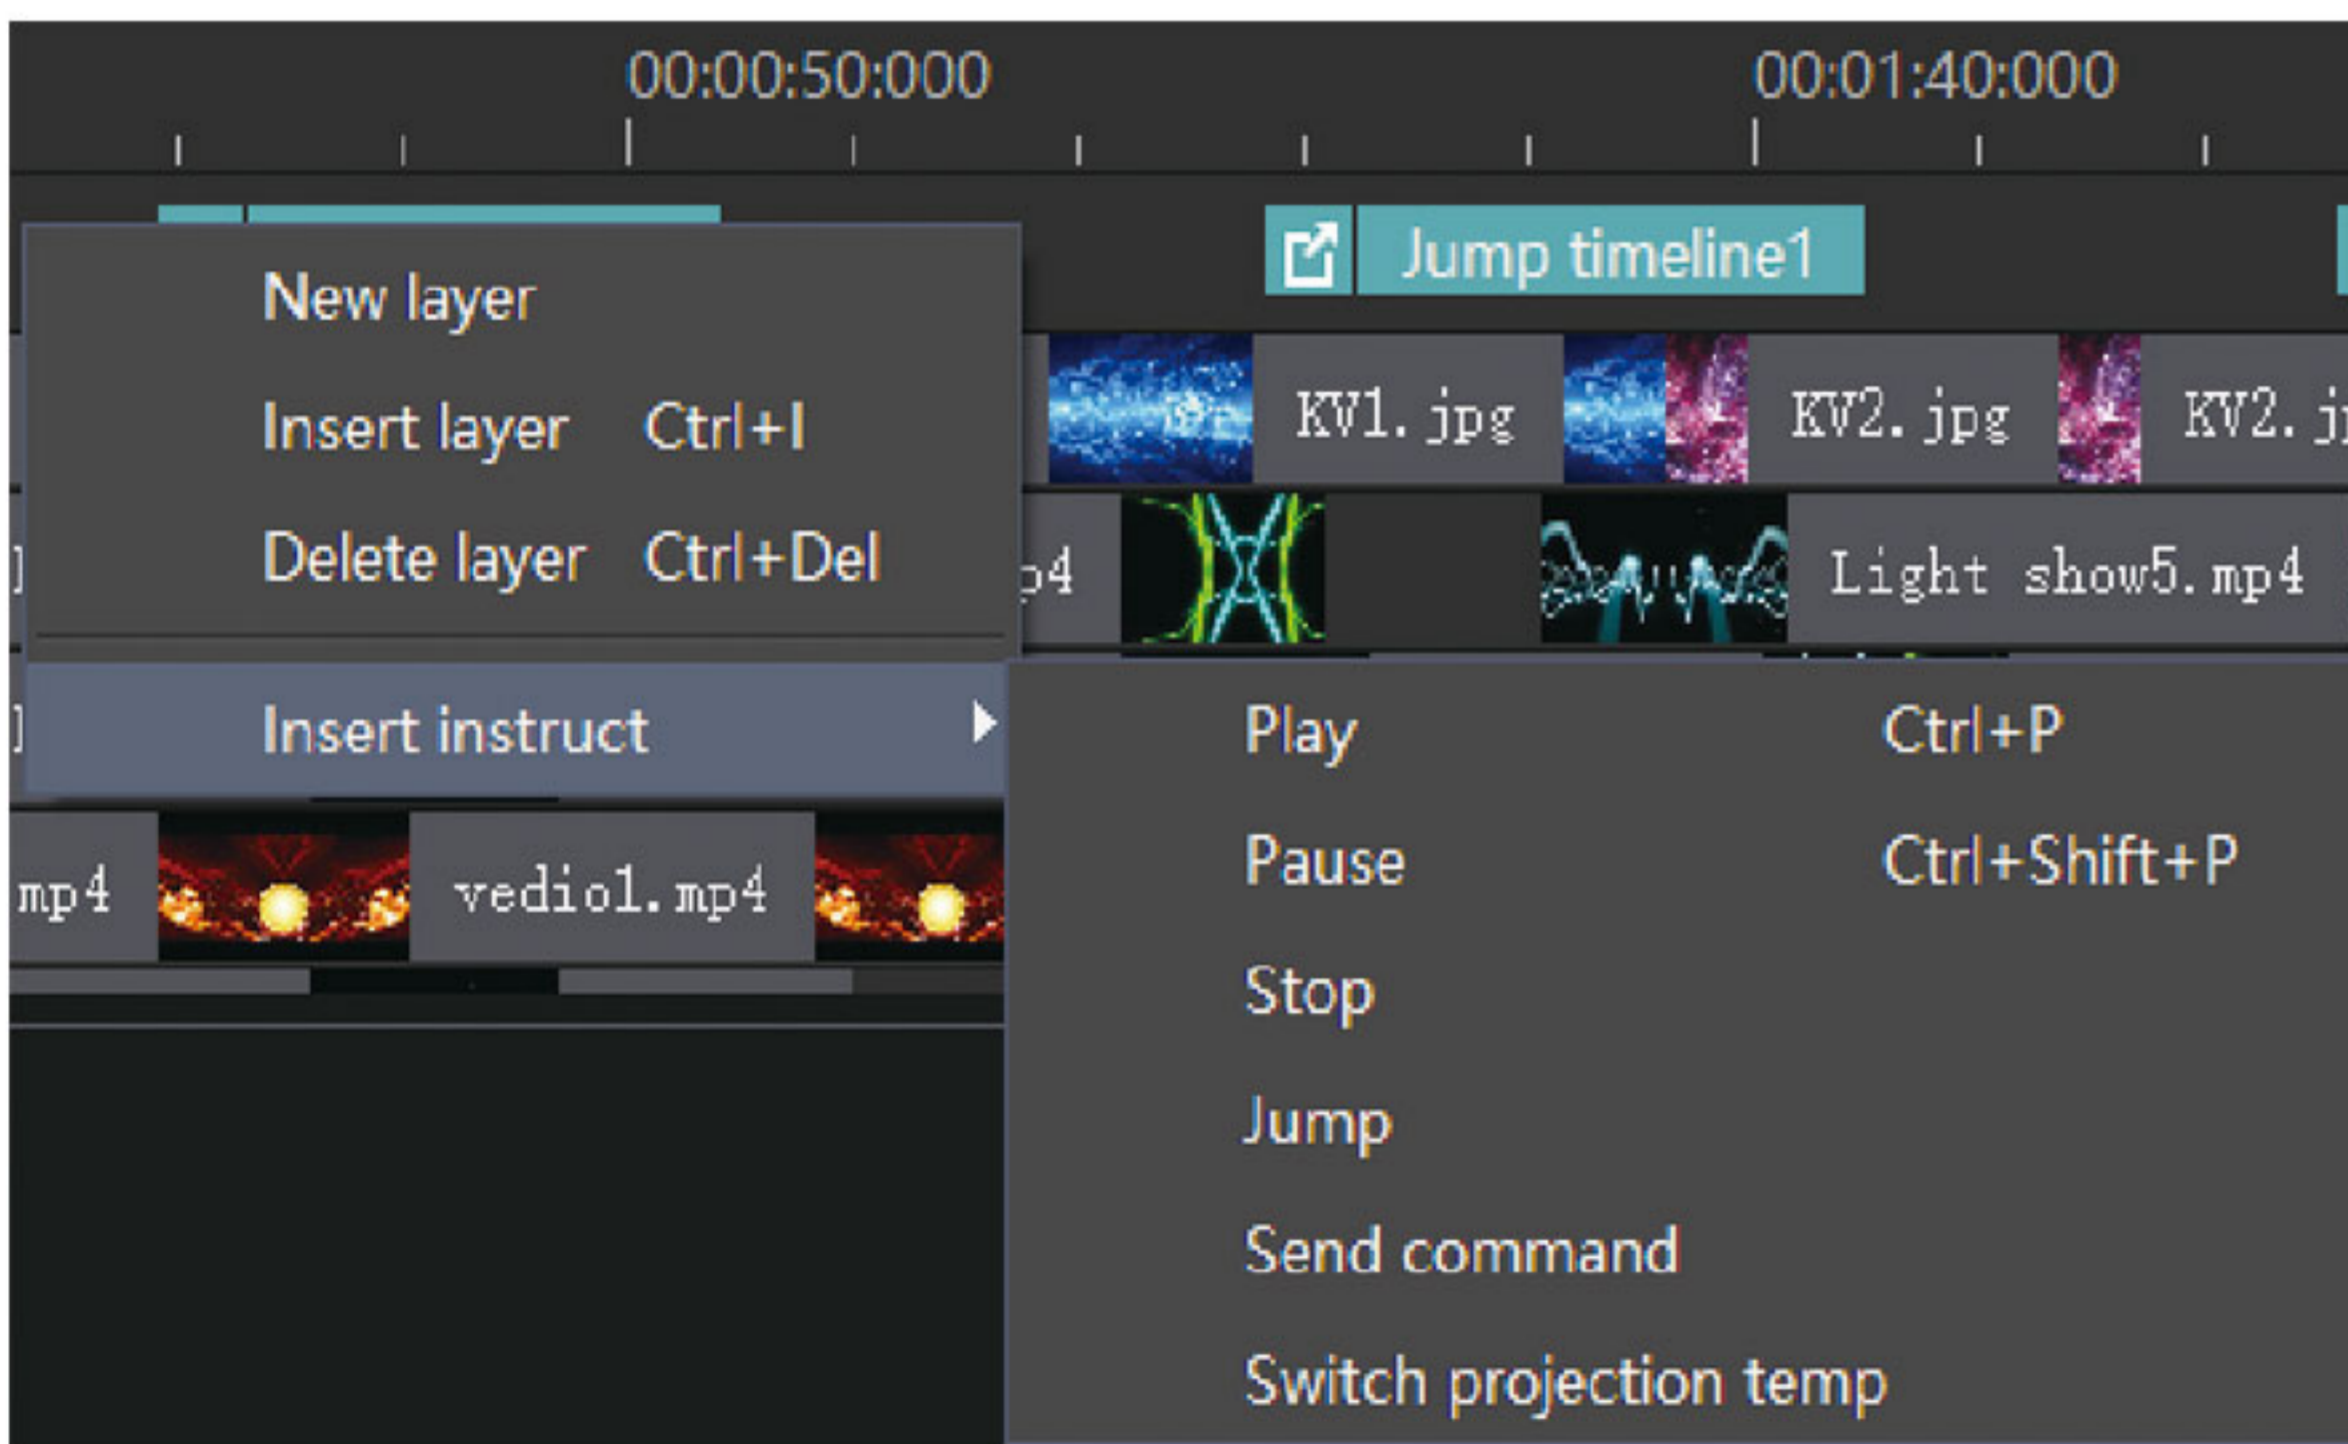 00:00:50:000 00:01:40:000
Jump timeline1
New layer
Insert layer Ctrl+I
Delete layer Ctrl+Del
Insert instruct
KV1.jpg KV2.jpg
Light show5.mp4
mp4 vedio1.mp4
Play Ctrl+P
Pause Ctrl+Shift+P
Stop
Jump
Send command
Switch projection temp